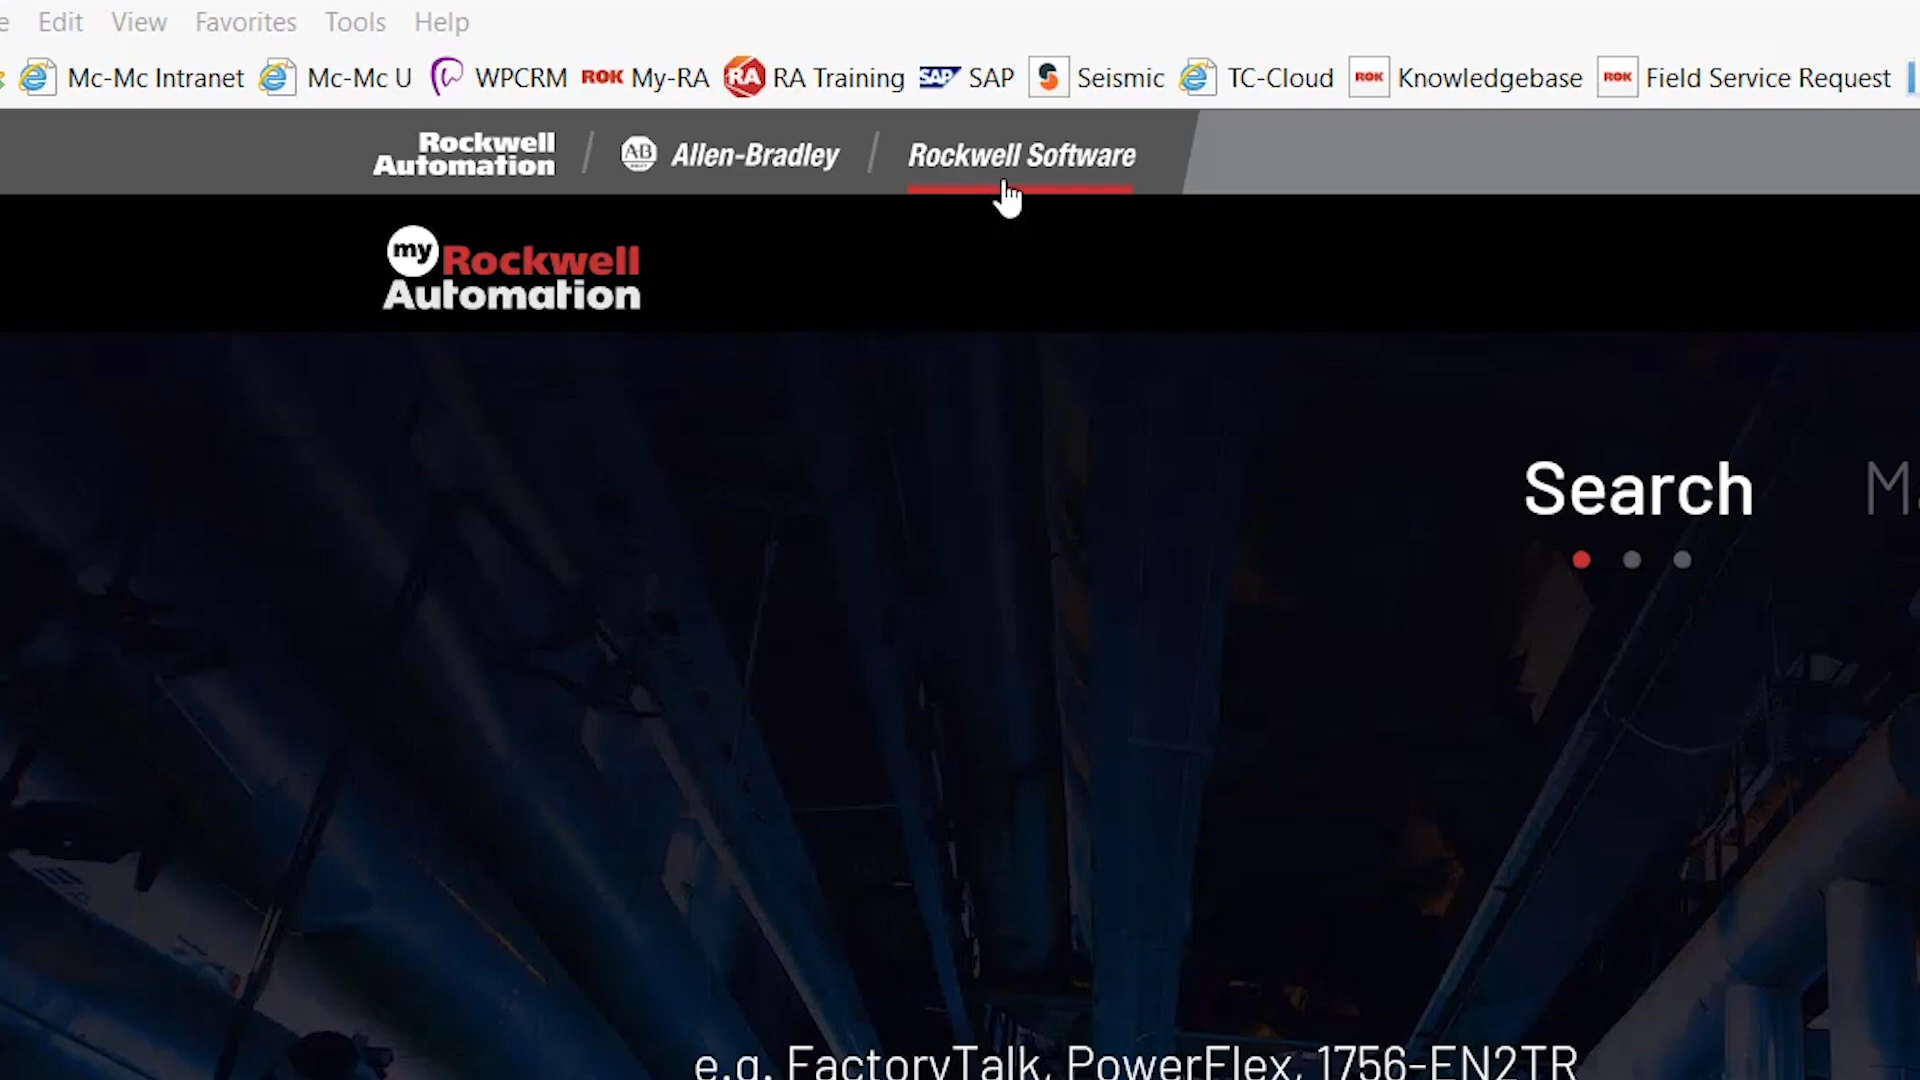 Edit View Favorites Tools Help
Mc-Mc Intranet Mc-Mc U WPCRM ROK My-RA RA RA Training SAP SAP Seismic TC-Cloud ROK Knowledgebase ROK Field Service Request
Rockwell
Automation / AB Allen-Bradley / Rockwell Software
my Rockwell
Automation
Search
e.g. FactoryTalk, PowerFlex, 1756-EN2TR